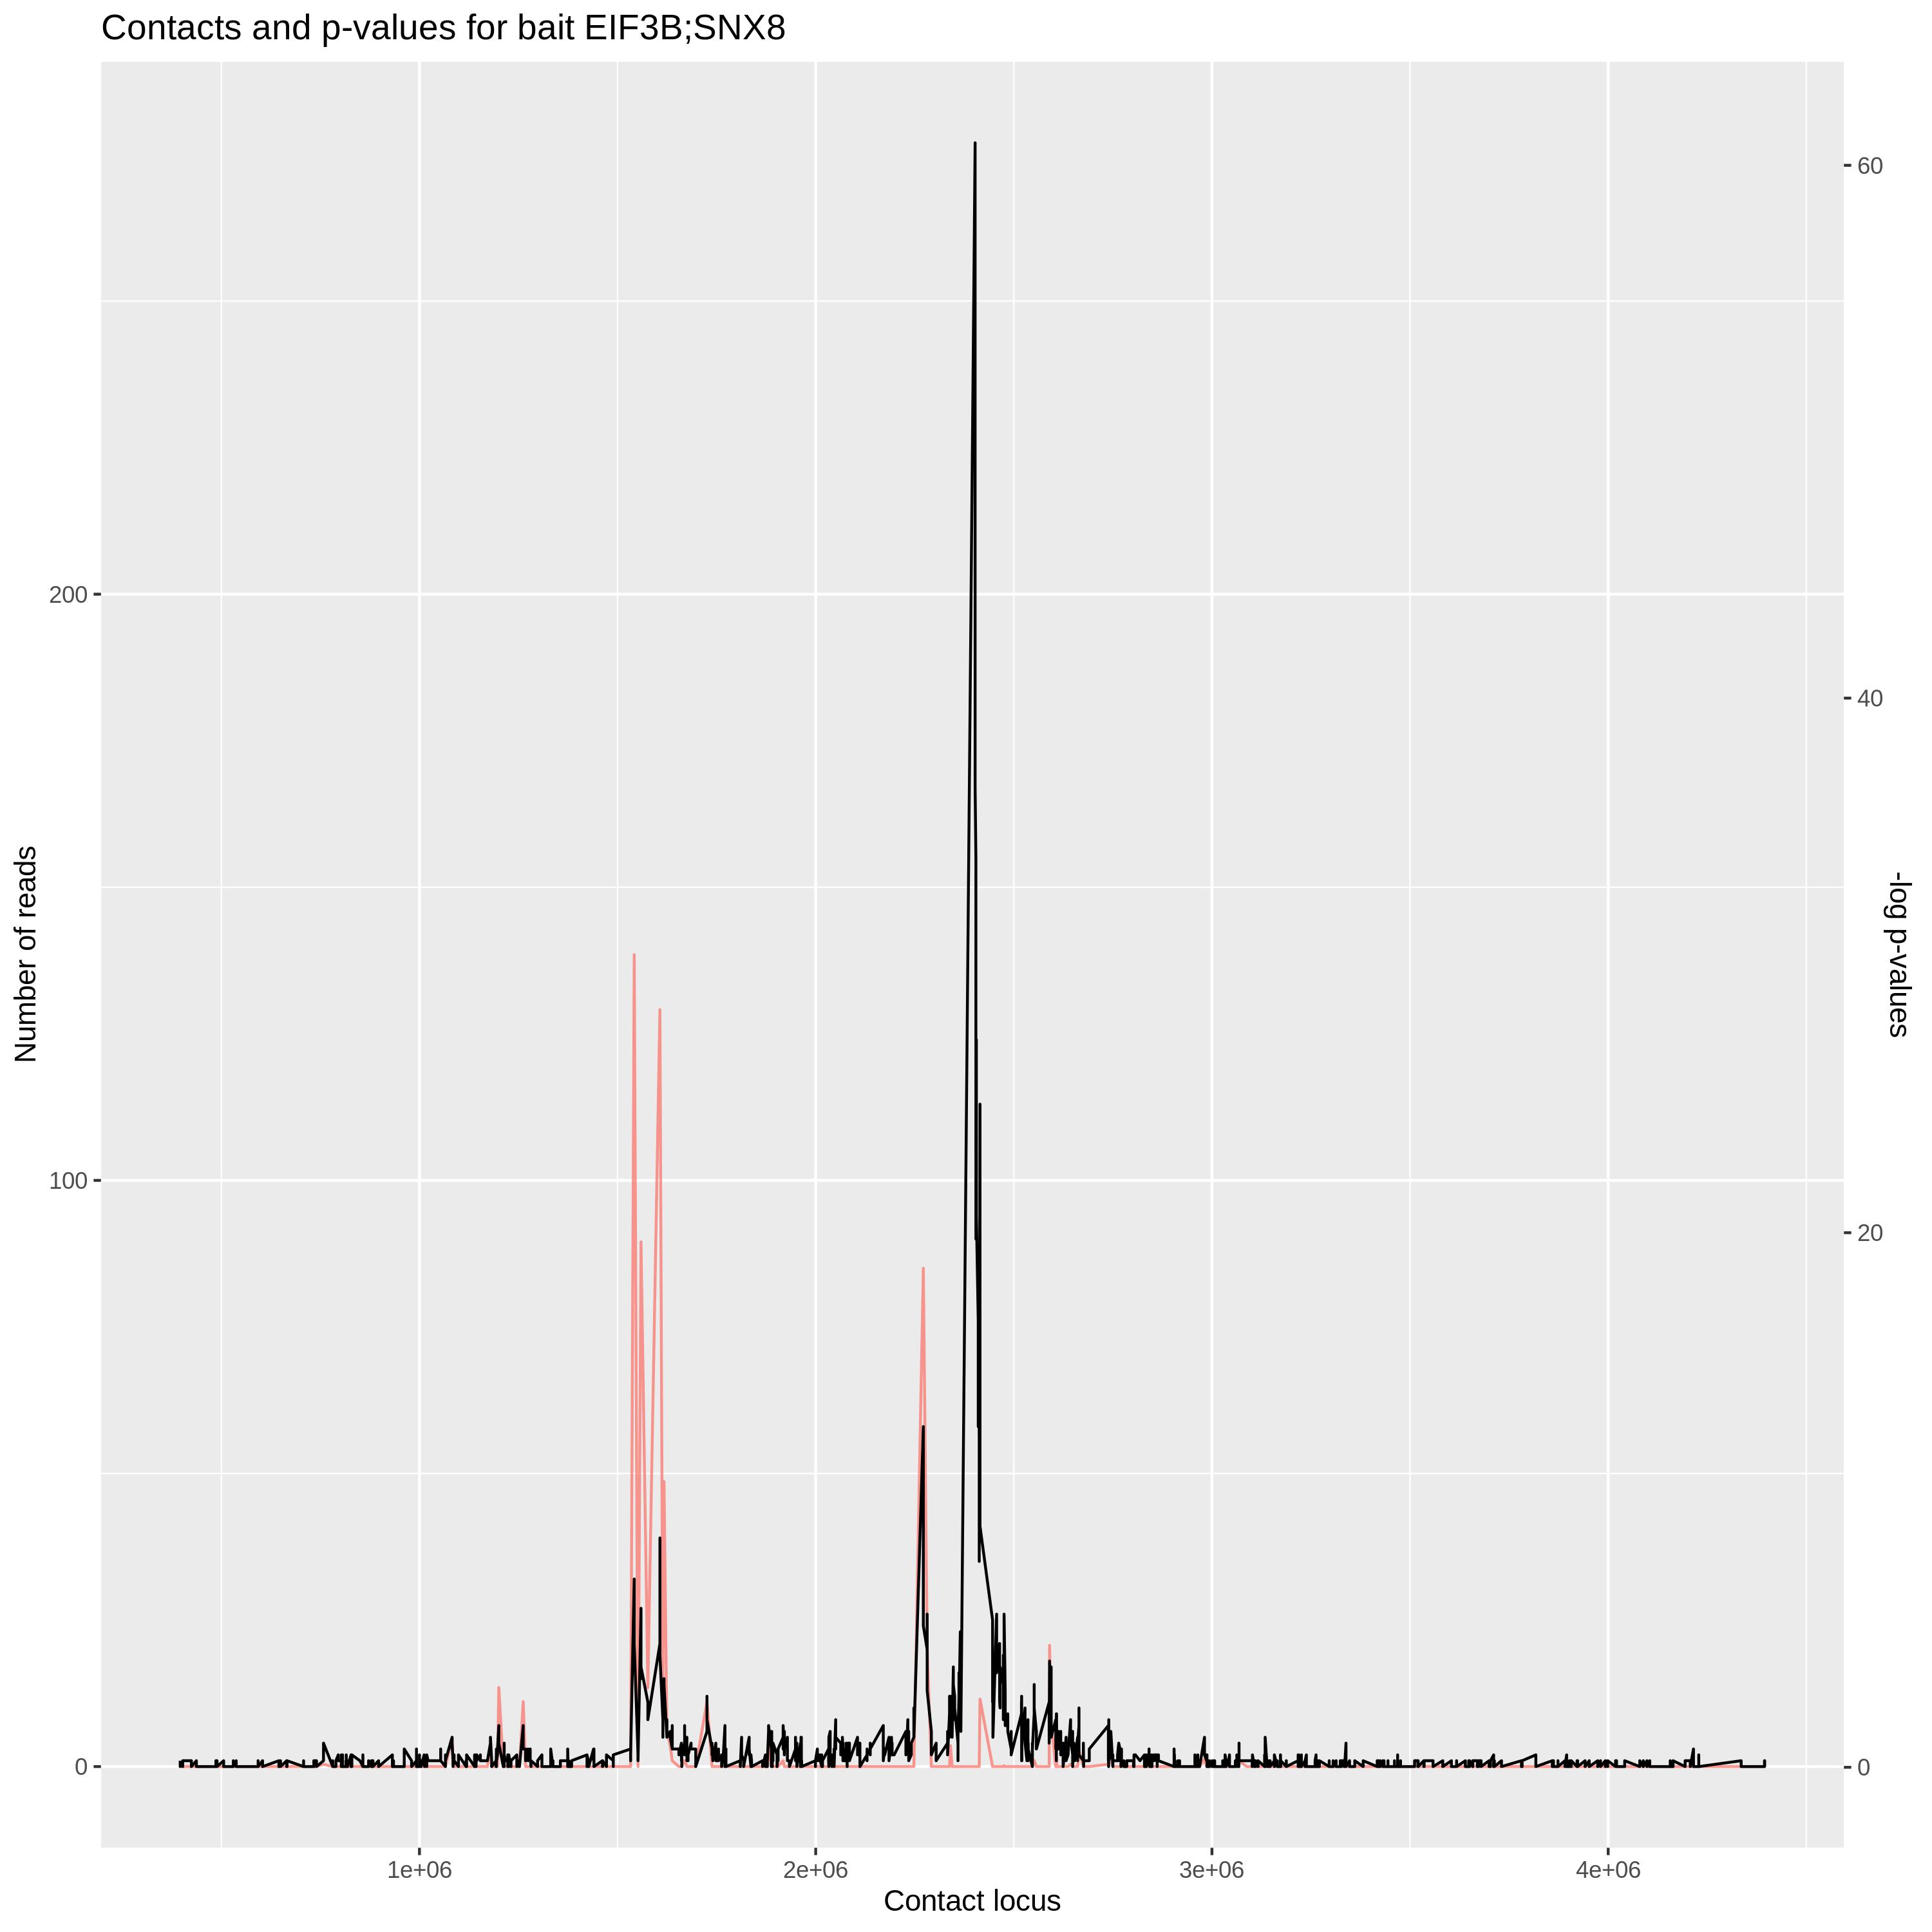 Contacts and p-values for bait EIF3B;SNX8
60
200
40
Number of reads
-log p-values
100
20
0
0
1e+06
2e+06
3e+06
4e+06
Contact locus